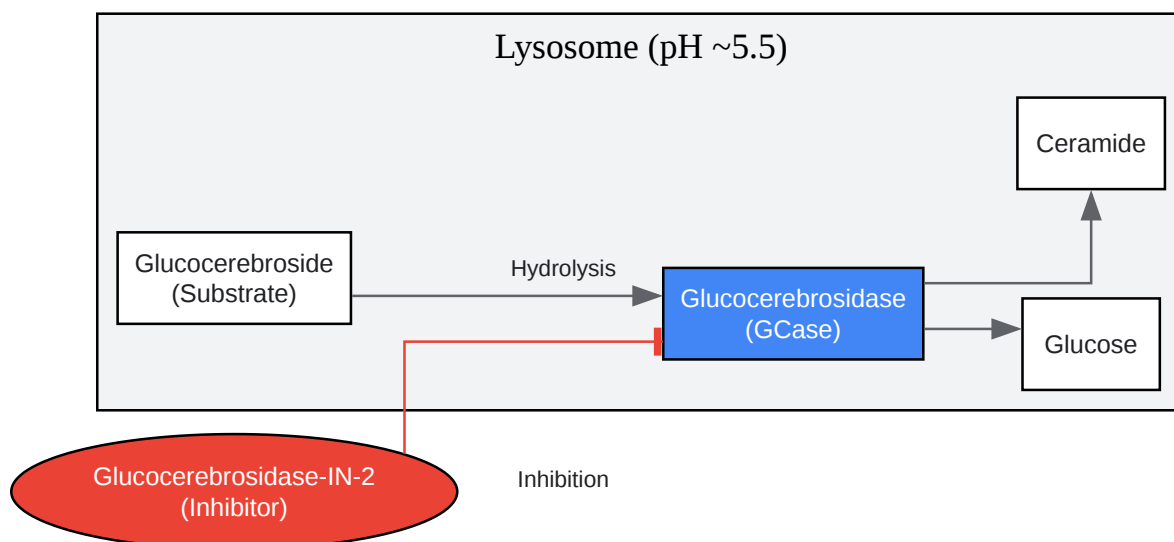 Lysosome (pH ~5.5)
Ceramide
Glucocerebroside
(Substrate)
Hydrolysis
Glucocerebrosidase
(GCase)
Glucose
Glucocerebrosidase-IN-2
(Inhibitor)
Inhibition